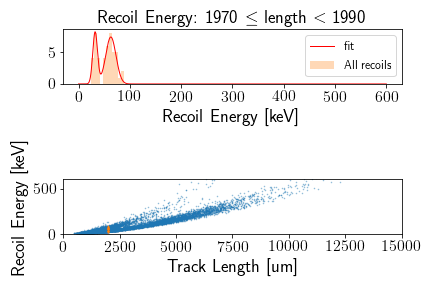 Recoil Energy: 1970 ≤ length < 1990
5
0
fit
All recoils
0 100 200 300 400 500 600
Recoil Energy [keV]
Recoil Energy [keV]
500
0
0 2500 5000 7500 10000 12500 15000
Track Length [um]